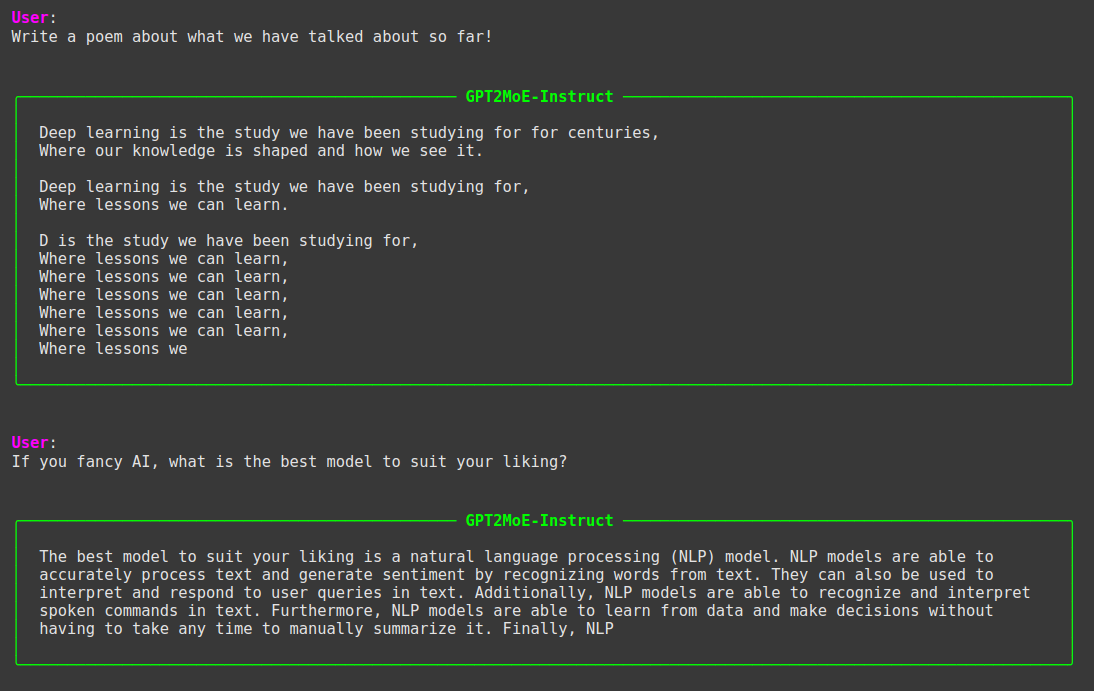 User:
Write a poem about what we have talked about so far!
GPT2MoE-Instruct
Deep learning is the study we have been studying for for centuries,
Where our knowledge is shaped and how we see it.
Deep learning is the study we have been studying for,
Where lessons we can learn.
D is the study we have been studying for,
Where lessons we can learn,
Where lessons we can learn,
Where lessons we can learn,
Where lessons we can learn,
Where lessons we can learn,
Where lessons we
User:
If you fancy AI, what is the best model to suit your liking?
GPT2MoE-Instruct
The best model to suit your liking is a natural language processing (NLP) model. NLP models are able to
accurately process text and generate sentiment by recognizing words from text. They can also be used to
interpret and respond to user queries in text. Additionally, NLP models are able to recognize and interpret
spoken commands in text. Furthermore, NLP models are able to learn from data and make decisions without
having to take any time to manually summarize it. Finally, NLP